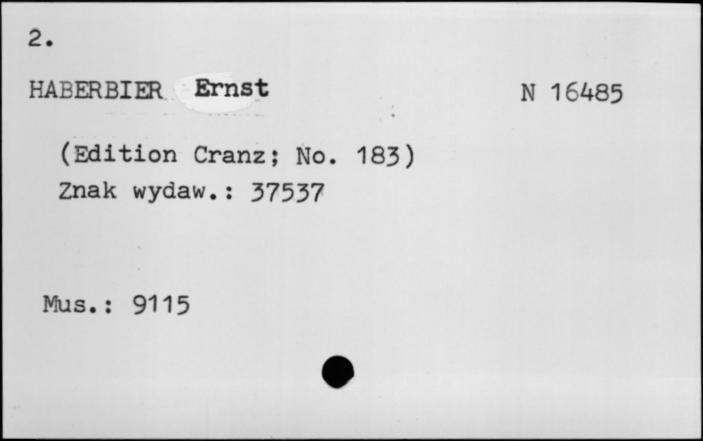 2.
HABERBIER Ernst N 16485
(Edition Cranz; No. 183)
Znak wydaw.: 37537
Mus.: 9115